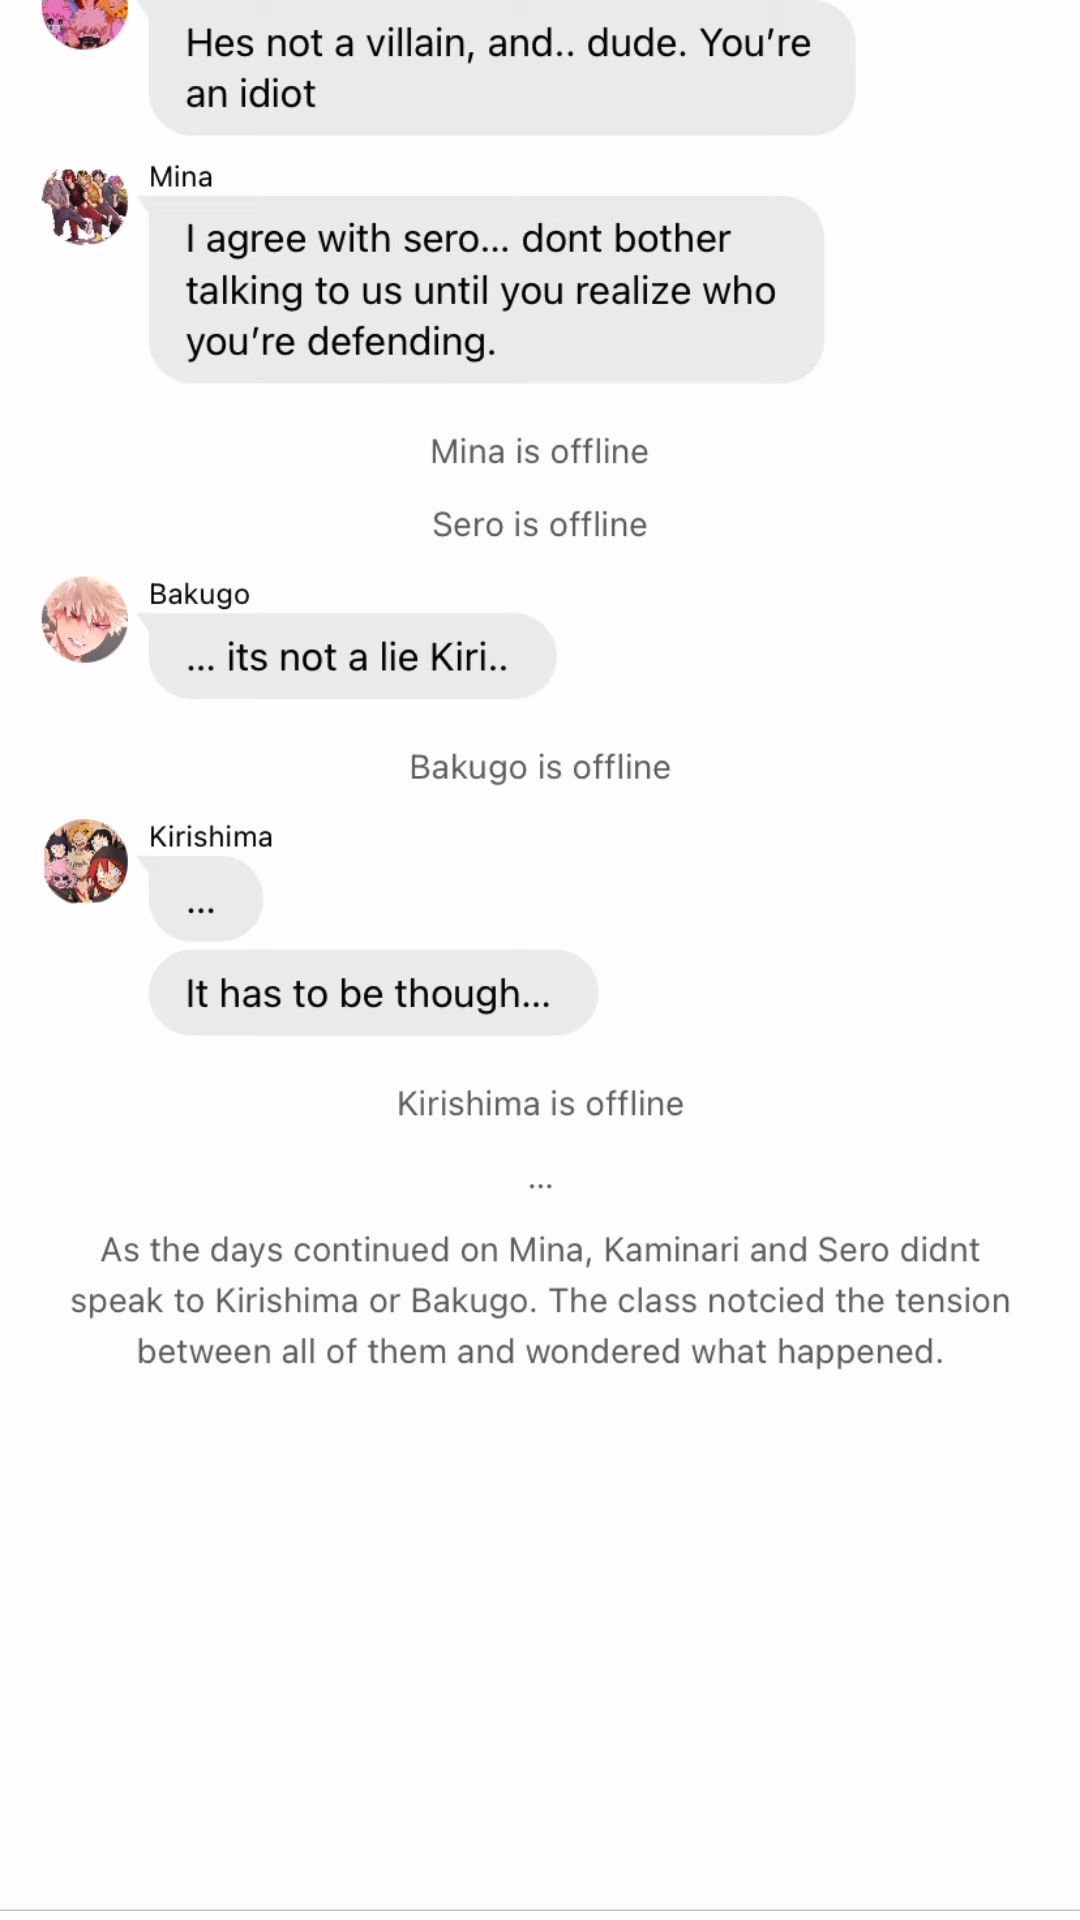 Hes not a villain, and.. dude. You’re
an idiot
Mina
I agree with sero... dont bother
talking to us until you realize who
you’re defending.
Mina is offline
Sero is offline
Bakugo
... its not a lie Kiri..
Bakugo is offline
Kirishima
...
It has to be though...
Kirishima is offline
...
As the days continued on Mina, Kaminari and Sero didnt
speak to Kirishima or Bakugo. The class notcied the tension
between all of them and wondered what happened.